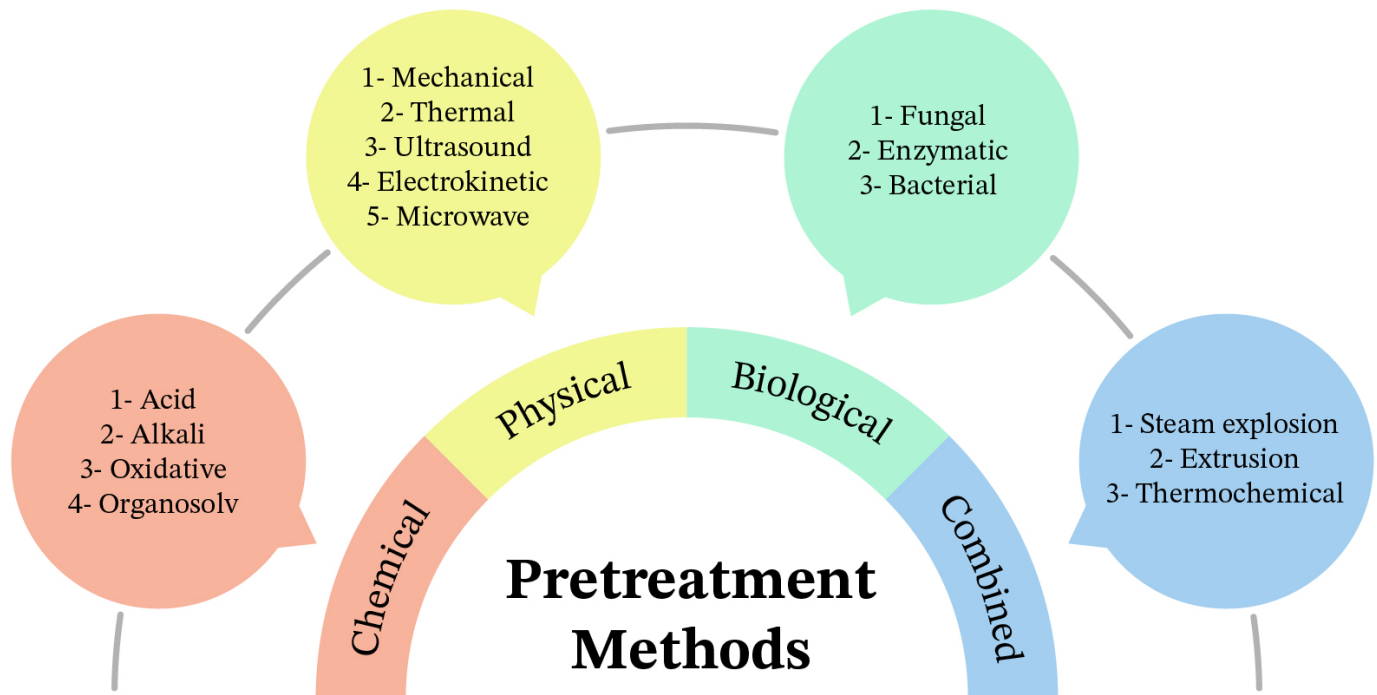 1- Mechanical
2- Thermal
3- Ultrasound
4- Electrokinetic
5- Microwave
1- Fungal
2- Enzymatic
3- Bacterial
1- Acid
2- Alkali
3- Oxidative
4- Organosolv
1- Steam explosion
2- Extrusion
3- Thermochemical
Chemical
Physical
Biological
Combined
Pretreatment
Methods